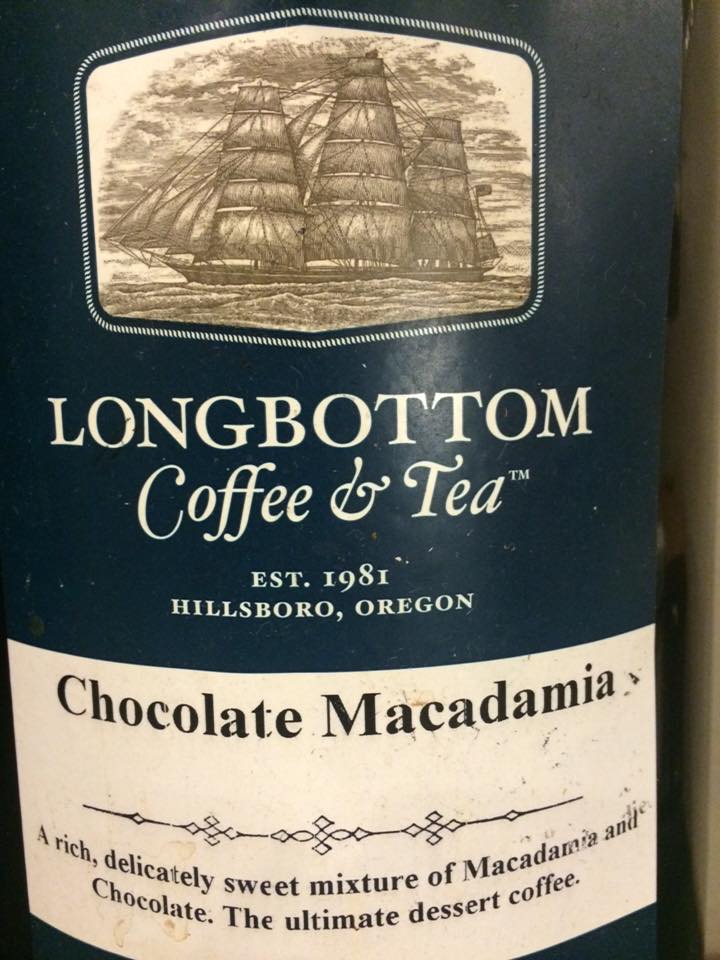 LONGBOTTOM
Coffee & Tea™
EST. 1981
HILLSBORO, OREGON
Chocolate Macadamia
A rich, delicately sweet mixture of Macadamia and
Chocolate. The ultimate dessert coffee.